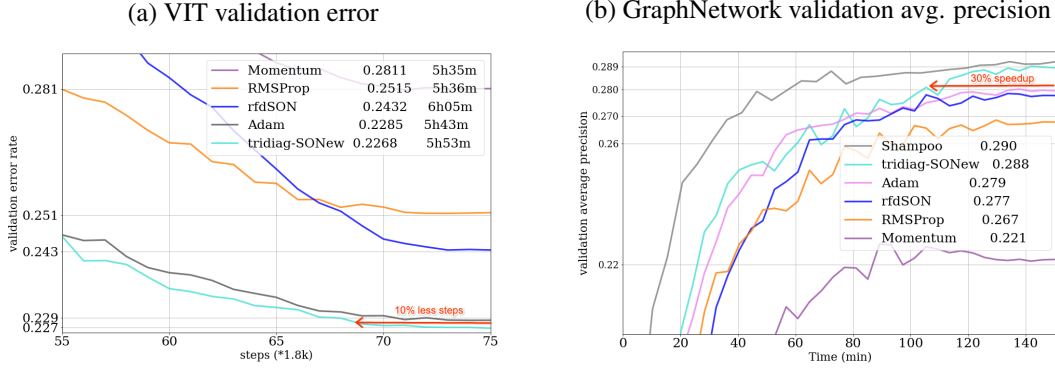 (a) VIT validation error
validation error rate
0.281
0.251
0.243
0.229
0.227
Momentum 0.2811 5h35m
RMSProp 0.2515 5h36m
rfdSON 0.2432 6h05m
Adam 0.2285 5h43m
tridiag-SONew 0.2268 5h53m
10% less steps
55 60 65 70 75
steps (*1.8k)
(b) GraphNetwork validation avg. precision
validation average precision
0.289
0.280
0.270
0.26
0.22
30% speedup
Shampoo 0.290
tridiag-SONew 0.288
Adam 0.279
rfdSON 0.277
RMSProp 0.267
Momentum 0.221
0 20 40 60 80 100 120 140
Time (min)